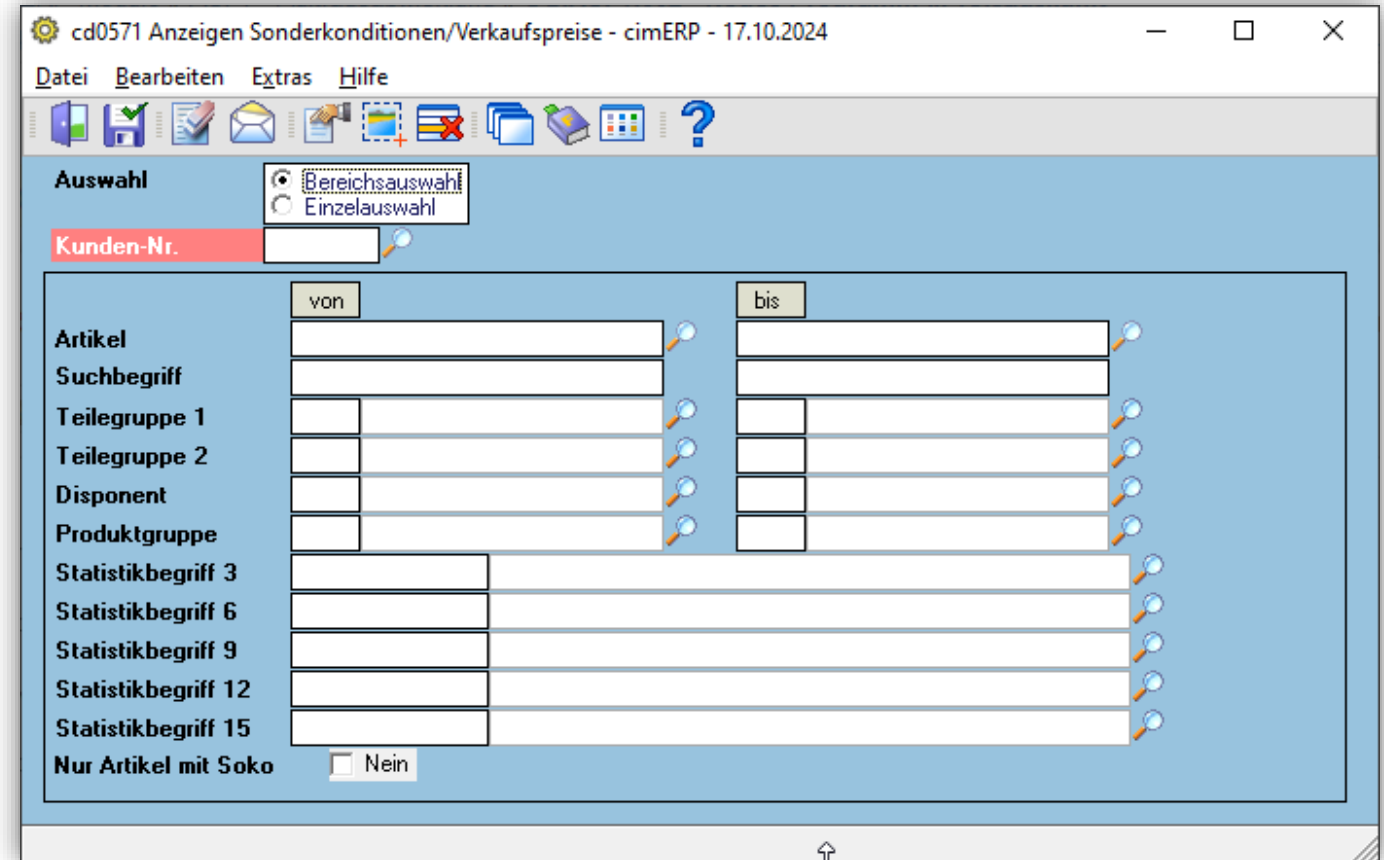 cd0571 Anzeigen Sonderkonditionen/Verkaufspreise - cimERP - 17.10.2024
Datei Bearbeiten Extras Hilfe
Auswahl
Bereichsauswahl
Einzelauswahl
Kunden-Nr.
von bis
Artikel
Suchbegriff
Teilegruppe 1
Teilegruppe 2
Disponent
Produktgruppe
Statistikbegriff 3
Statistikbegriff 6
Statistikbegriff 9
Statistikbegriff 12
Statistikbegriff 15
Nur Artikel mit Soko Nein